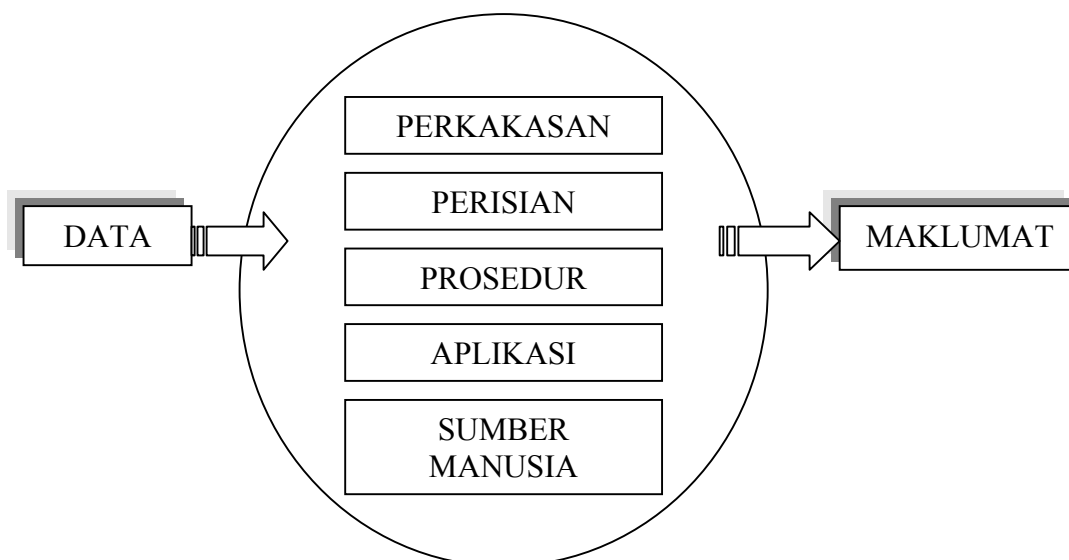 PERKAKASAN
PERISIAN
DATA
MAKLUMAT
PROSEDUR
APLIKASI
SUMBER
MANUSIA